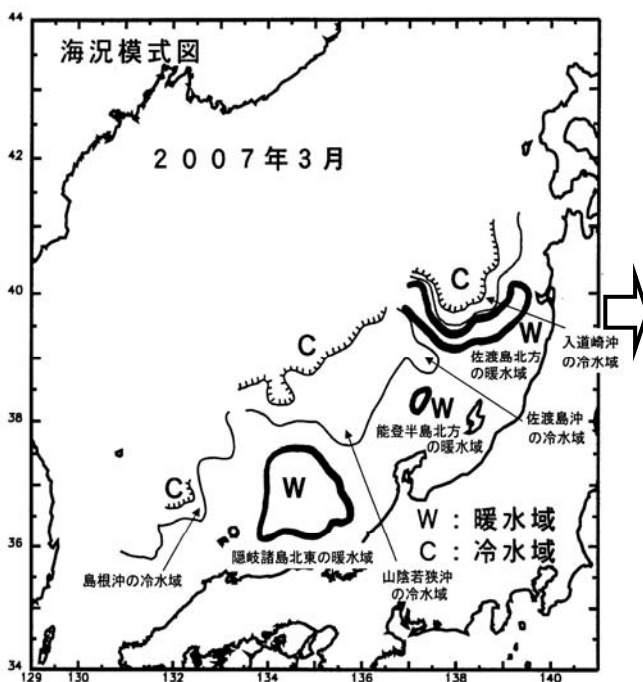 44
海況模式図
2007年3月
42
C
40
W
入道崎沖
の冷水域
佐渡島北方
の暖水域
C
38
W
佐渡島沖
の冷水域
能登半島北方
の暖水域
W
C
W：暖水域
C：冷水域
36
隠岐諸島北東の暖水域
島根沖の冷水域
山陰若狭沖
の冷水域
34
129 130 132 134 136 138 140 141